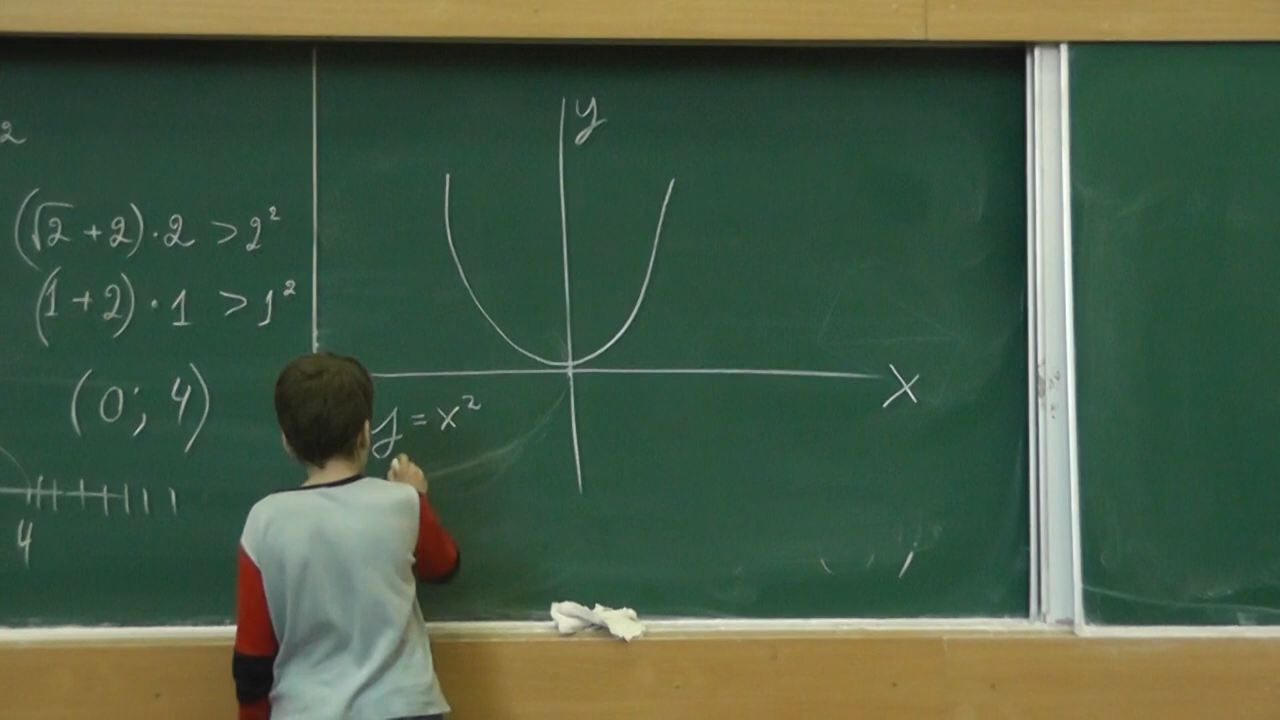 2
(√2 + 2) · 2 > 2²
(1 + 2) · 1 > 1²
(0; 4)
4
y
x
y = x²